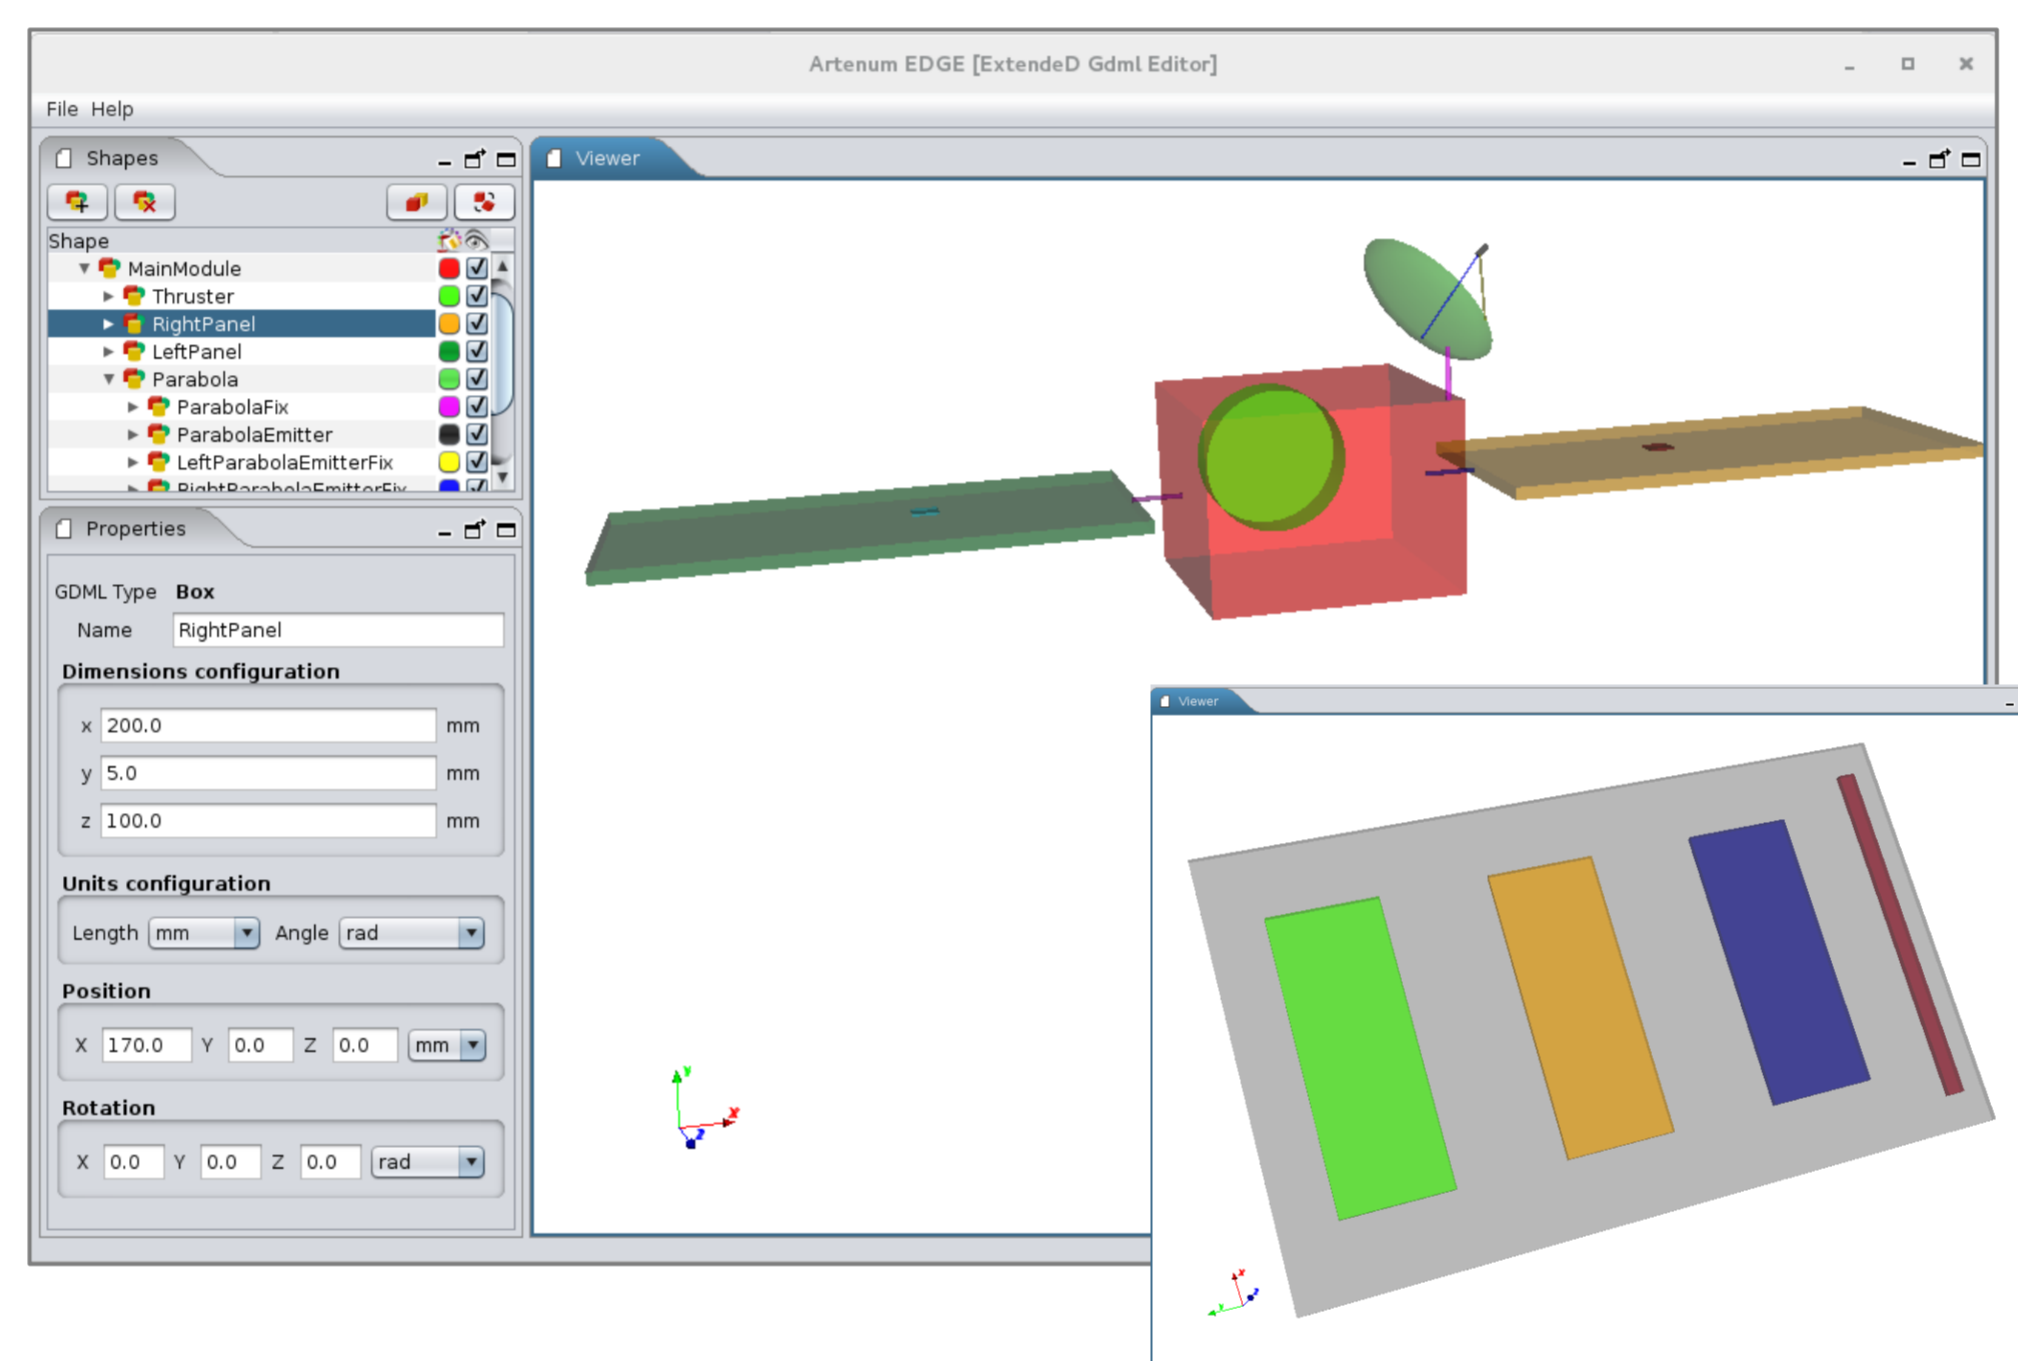 Artenum EDGE [ExtendeD Gdml Editor]
File Help
Shapes
Shape
MainModule
Thruster
RightPanel
LeftPanel
Parabola
ParabolaFix
ParabolaEmitter
LeftParabolaEmitterFix
RightParabolaEmitterFix
Properties
GDML Type Box
Name RightPanel
Dimensions configuration
x 200.0 mm
y 5.0 mm
z 100.0 mm
Units configuration
Length mm Angle rad
Position
X 170.0 Y 0.0 Z 0.0 mm
Rotation
X 0.0 Y 0.0 Z 0.0 rad
Viewer
Y
X
Z
Viewer
X
Y
Z